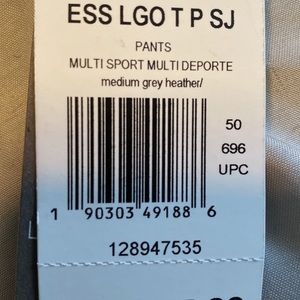 ESS LGO T P SJ
PANTS
MULTI SPORT MULTI DEPORTE
medium grey heather/
50
696
UPC
1 90303 49188 6
128947535